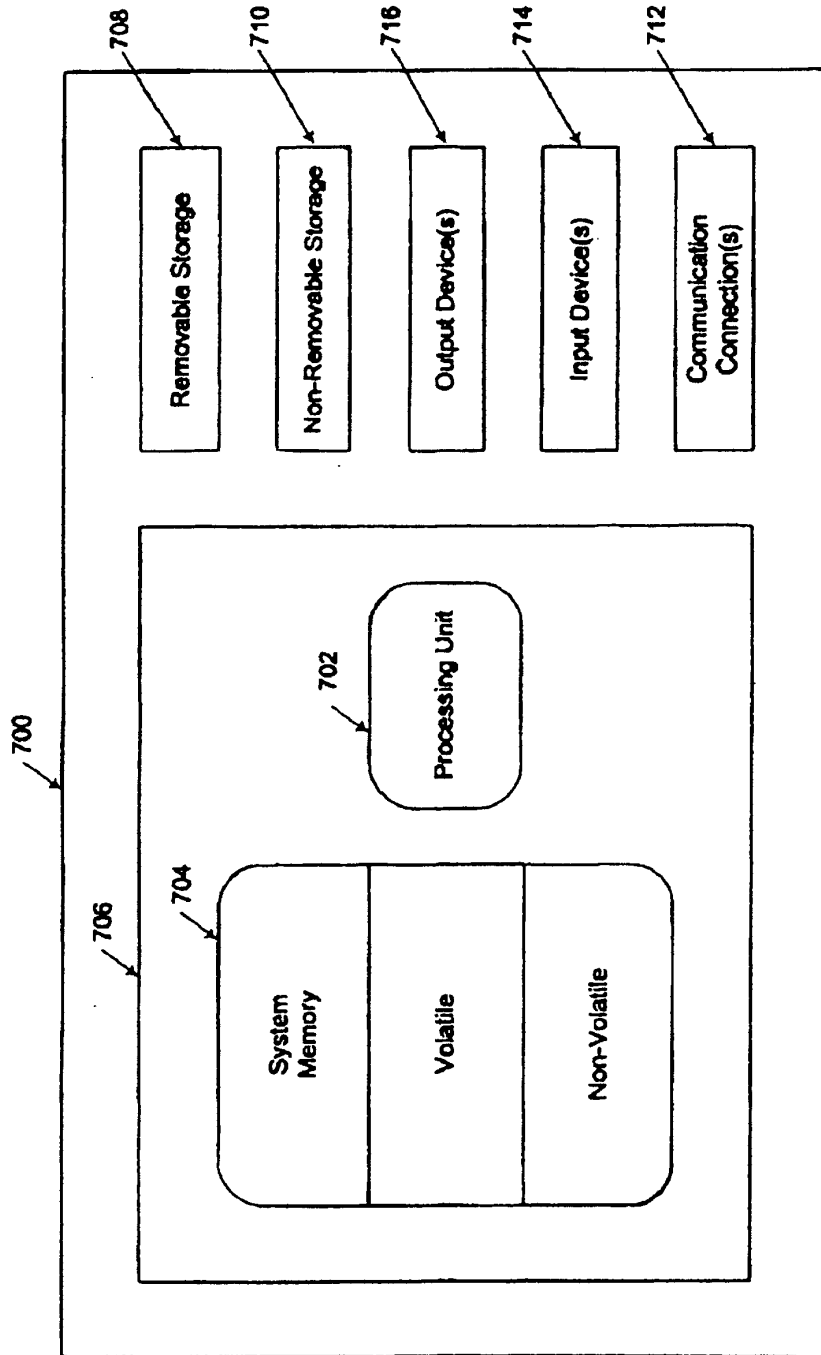 700
706
704
System
Memory
Volatile
Non-Volatile
702
Processing Unit
Removable Storage
708
Non-Removable Storage
710
Output Device(s)
716
Input Device(s)
714
Communication
Connection(s)
712